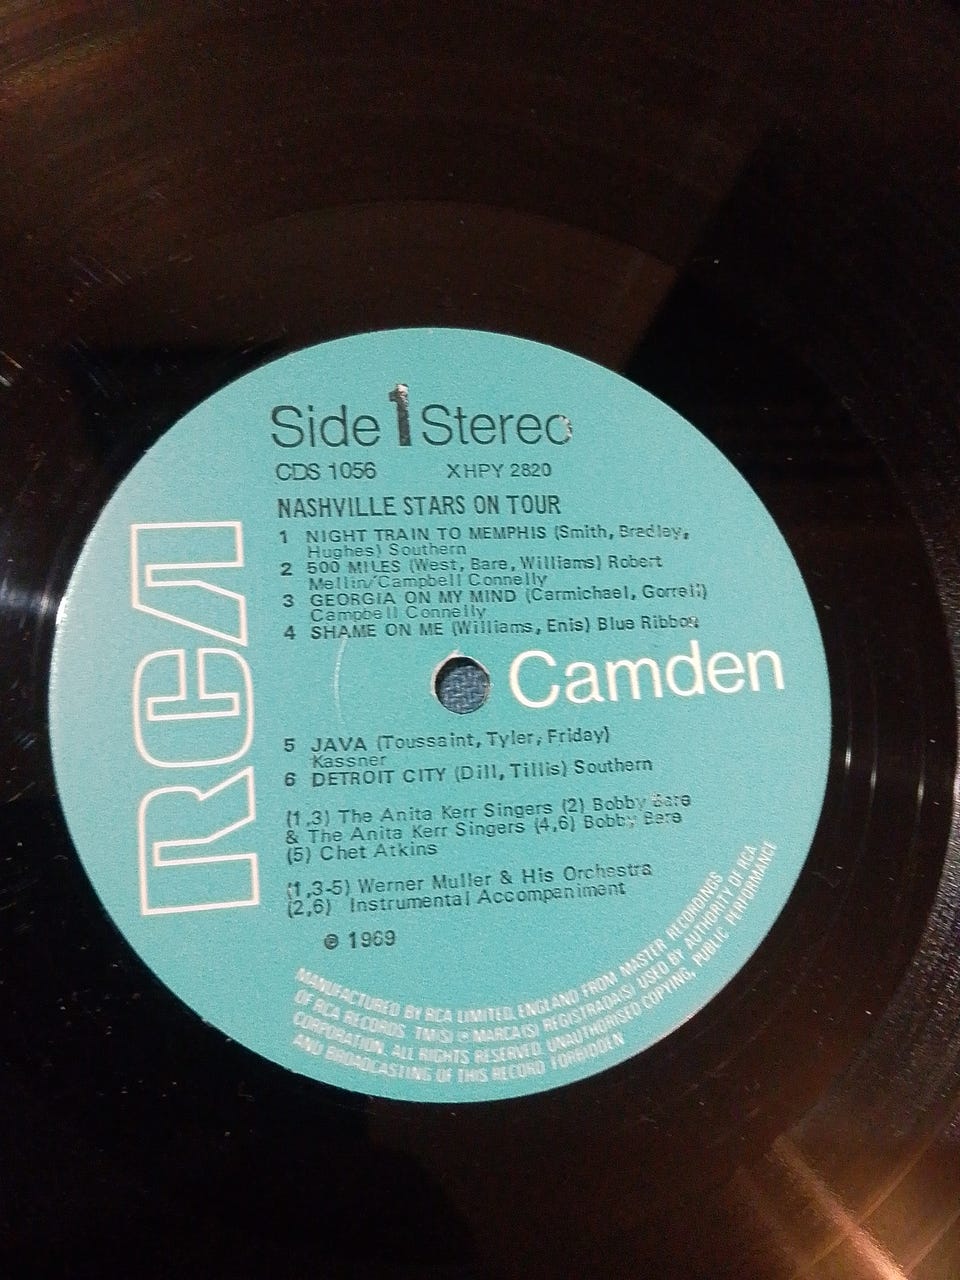 Side 1 Stereo
CDS 1056 XHPY 2820
NASHVILLE STARS ON TOUR
1 NIGHT TRAIN TO MEMPHIS (Smith, Bradley,
Hughes) Southern
2 500 MILES (West, Bare, Williams) Robert
Mellin/Campbell Connelly
3 GEORGIA ON MY MIND (Carmichael, Gorrell)
Campbell Connelly
4 SHAME ON ME (Williams, Enis) Blue Ribbon
RCA
Camden
5 JAVA (Toussaint, Tyler, Friday)
Kassner
6 DETROIT CITY (Dill, Tillis) Southern
(1,3) The Anita Kerr Singers (2) Bobby Bare
& The Anita Kerr Singers (4,6) Bobby Bare
(5) Chet Atkins
(1,3-5) Werner Muller & His Orchestra
(2,6) Instrumental Accompaniment
℗ 1969
MANUFACTURED BY RCA LIMITED, ENGLAND FROM MASTER RECORDINGS
OF RCA RECORDS. TM(S) ® MARCA(S) REGISTRADA(S) USED BY AUTHORITY OF RCA
CORPORATION. ALL RIGHTS RESERVED. UNAUTHORISED COPYING, PUBLIC PERFORMANCE
AND BROADCASTING OF THIS RECORD FORBIDDEN